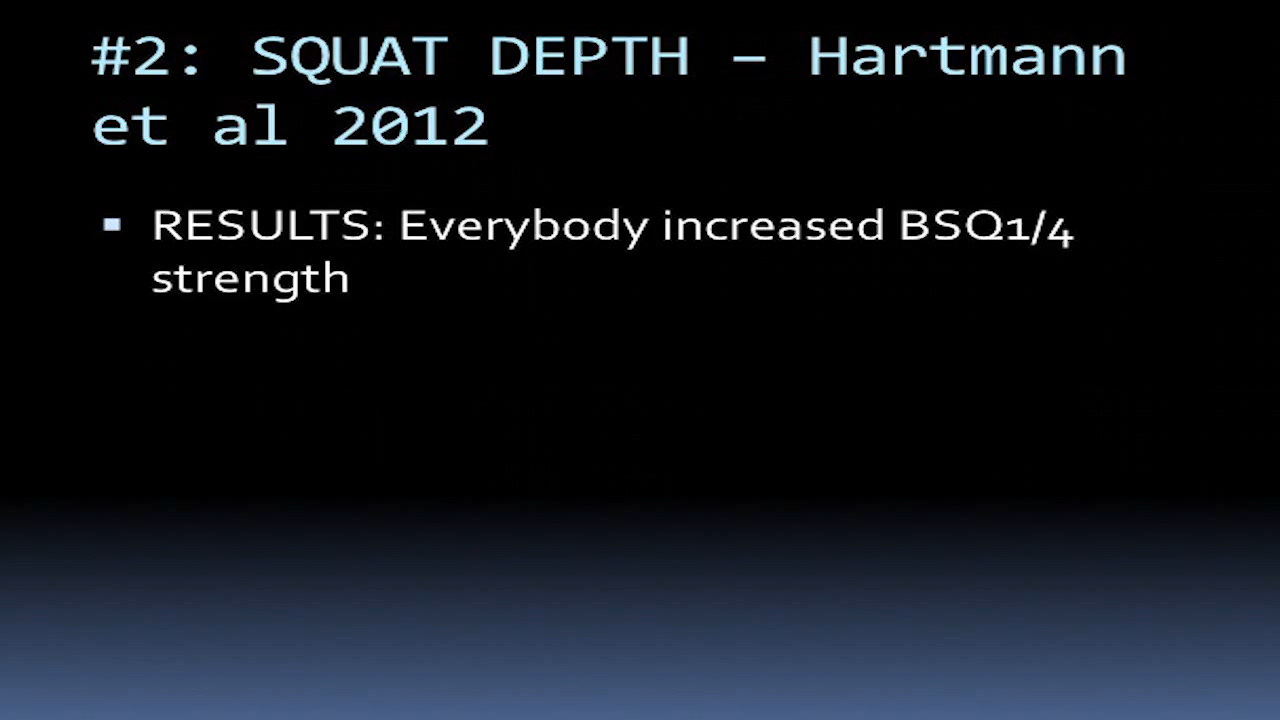 #2: SQUAT DEPTH – Hartmann
et al 2012
RESULTS: Everybody increased BSQ1/4
strength